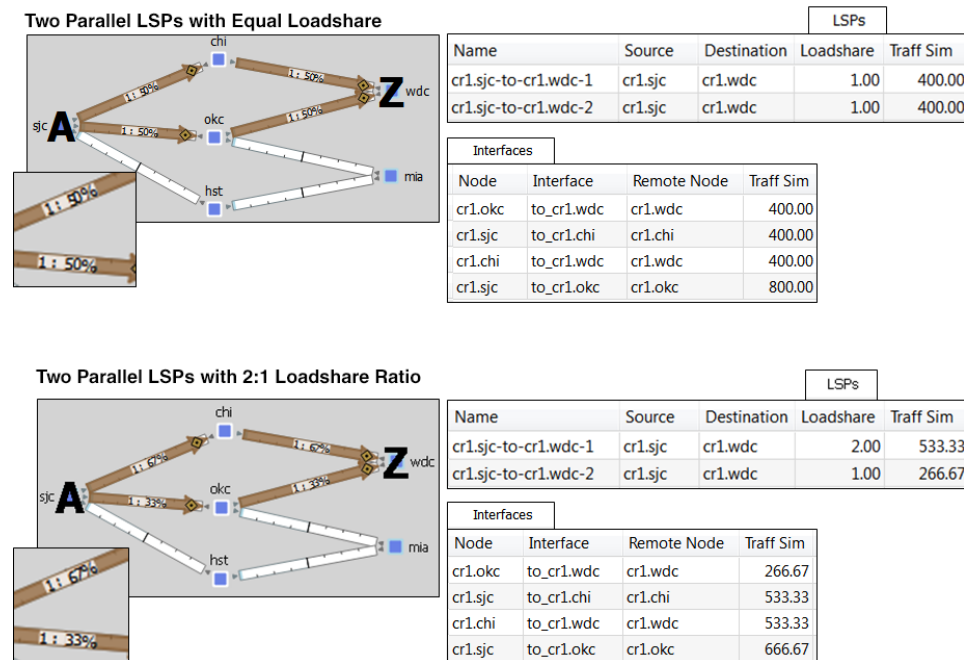 Two Parallel LSPs with Equal Loadshare
LSPs
chi
1: 50%
1: 50%
A
sjc
Z
wdc
okc
1: 50%
1: 50%
hst
mia
1: 50%
1: 50%
Name Source Destination Loadshare Traff Sim
cr1.sjc-to-cr1.wdc-1 cr1.sjc cr1.wdc 1.00 400.00
cr1.sjc-to-cr1.wdc-2 cr1.sjc cr1.wdc 1.00 400.00
Interfaces
Node Interface Remote Node Traff Sim
cr1.okc to_cr1.wdc cr1.wdc 400.00
cr1.sjc to_cr1.chi cr1.chi 400.00
cr1.chi to_cr1.wdc cr1.wdc 400.00
cr1.sjc to_cr1.okc cr1.okc 800.00
Two Parallel LSPs with 2:1 Loadshare Ratio
LSPs
chi
1: 67%
1: 67%
A
sjc
Z
wdc
okc
1: 33%
1: 33%
hst
mia
1: 67%
1: 33%
Name Source Destination Loadshare Traff Sim
cr1.sjc-to-cr1.wdc-1 cr1.sjc cr1.wdc 2.00 533.33
cr1.sjc-to-cr1.wdc-2 cr1.sjc cr1.wdc 1.00 266.67
Interfaces
Node Interface Remote Node Traff Sim
cr1.okc to_cr1.wdc cr1.wdc 266.67
cr1.sjc to_cr1.chi cr1.chi 533.33
cr1.chi to_cr1.wdc cr1.wdc 533.33
cr1.sjc to_cr1.okc cr1.okc 666.67